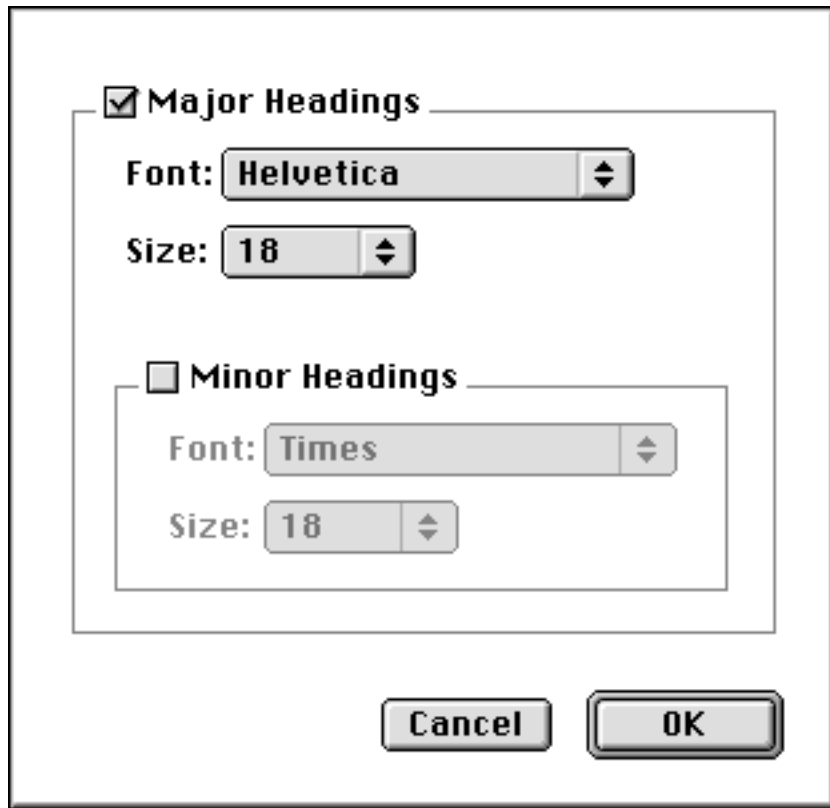 Major Headings
Font: Helvetica
Size: 18
Minor Headings
Font: Times
Size: 18
Cancel OK